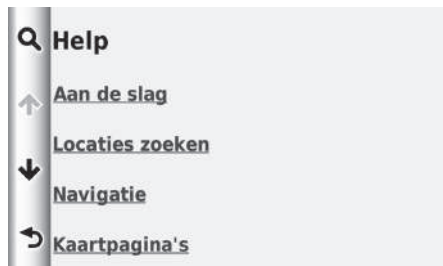 Help
Aan de slag
Locaties zoeken
Navigatie
Kaartpagina's